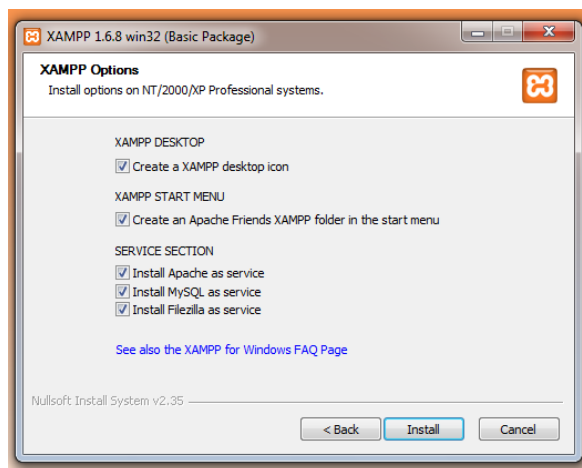 XAMPP 1.6.8 win32 (Basic Package)
XAMPP Options
Install options on NT/2000/XP Professional systems.
XAMPP DESKTOP
Create a XAMPP desktop icon
XAMPP START MENU
Create an Apache Friends XAMPP folder in the start menu
SERVICE SECTION
Install Apache as service
Install MySQL as service
Install Filezilla as service
See also the XAMPP for Windows FAQ Page
Nullsoft Install System v2.35
< Back Install Cancel